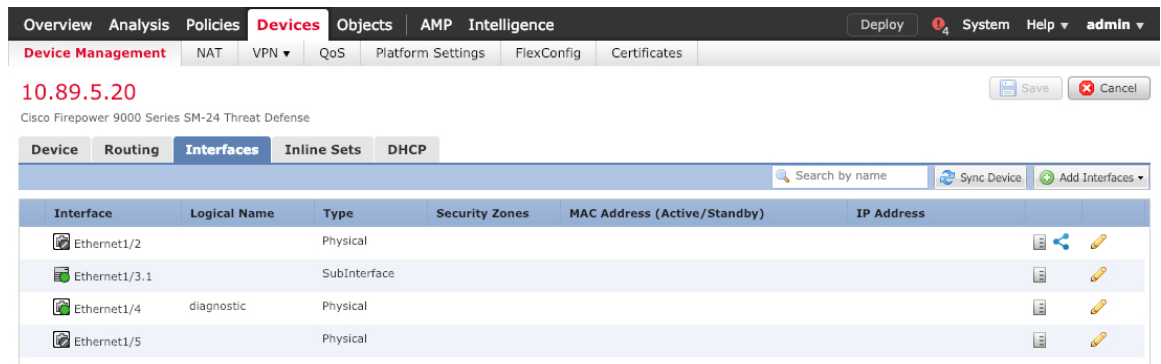 Overview Analysis Policies Devices Objects AMP Intelligence Deploy 4 System Help admin
Device Management NAT VPN QoS Platform Settings FlexConfig Certificates
10.89.5.20 Save Cancel
Cisco Firepower 9000 Series SM-24 Threat Defense
Device Routing Interfaces Inline Sets DHCP
Search by name Sync Device Add Interfaces
Interface Logical Name Type Security Zones MAC Address (Active/Standby) IP Address
Ethernet1/2 Physical
Ethernet1/3.1 SubInterface
Ethernet1/4 diagnostic Physical
Ethernet1/5 Physical